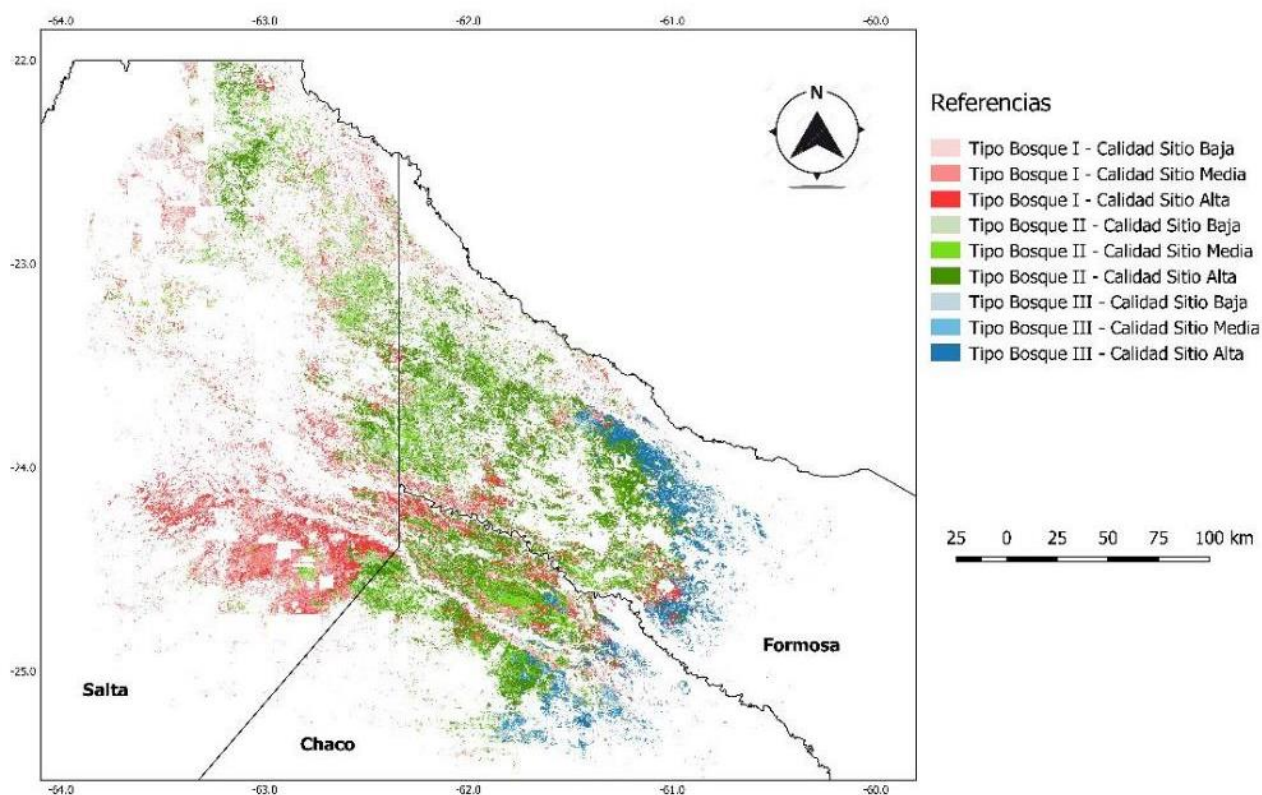 -64.0 -63.0 -62.0 -61.0 -60.0
22.0
-23.0
-24.0
-25.0
N
Salta
Chaco
Formosa
-64.0 -63.0 -62.0 -61.0 -60.0
Referencias
Tipo Bosque I - Calidad Sitio Baja
Tipo Bosque I - Calidad Sitio Media
Tipo Bosque I - Calidad Sitio Alta
Tipo Bosque II - Calidad Sitio Baja
Tipo Bosque II - Calidad Sitio Media
Tipo Bosque II - Calidad Sitio Alta
Tipo Bosque III - Calidad Sitio Baja
Tipo Bosque III - Calidad Sitio Media
Tipo Bosque III - Calidad Sitio Alta
25 0 25 50 75 100 km